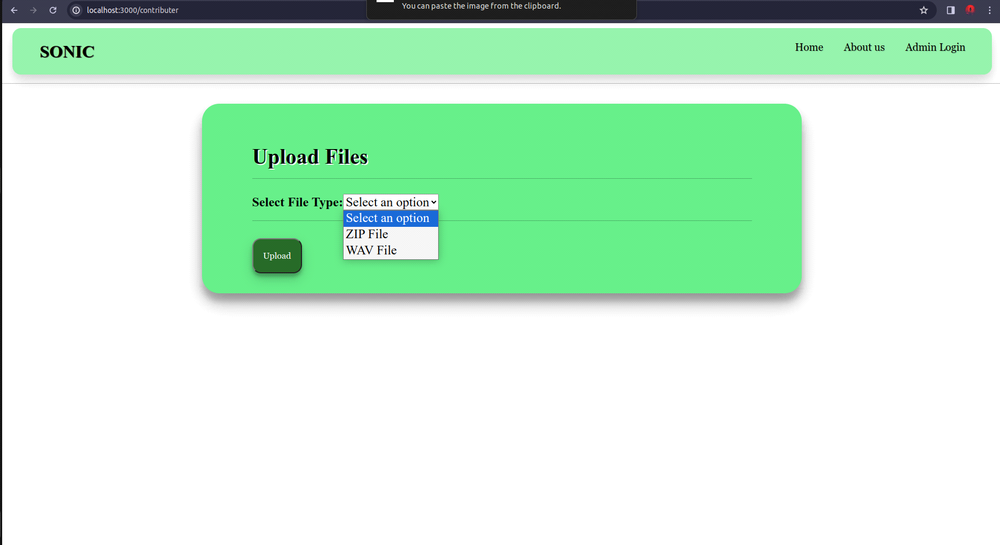 localhost:3000/contributer
You can paste the image from the clipboard.
SONIC
Home About us Admin Login
Upload Files
Select File Type: Select an option
Select an option
ZIP File
WAV File
Upload